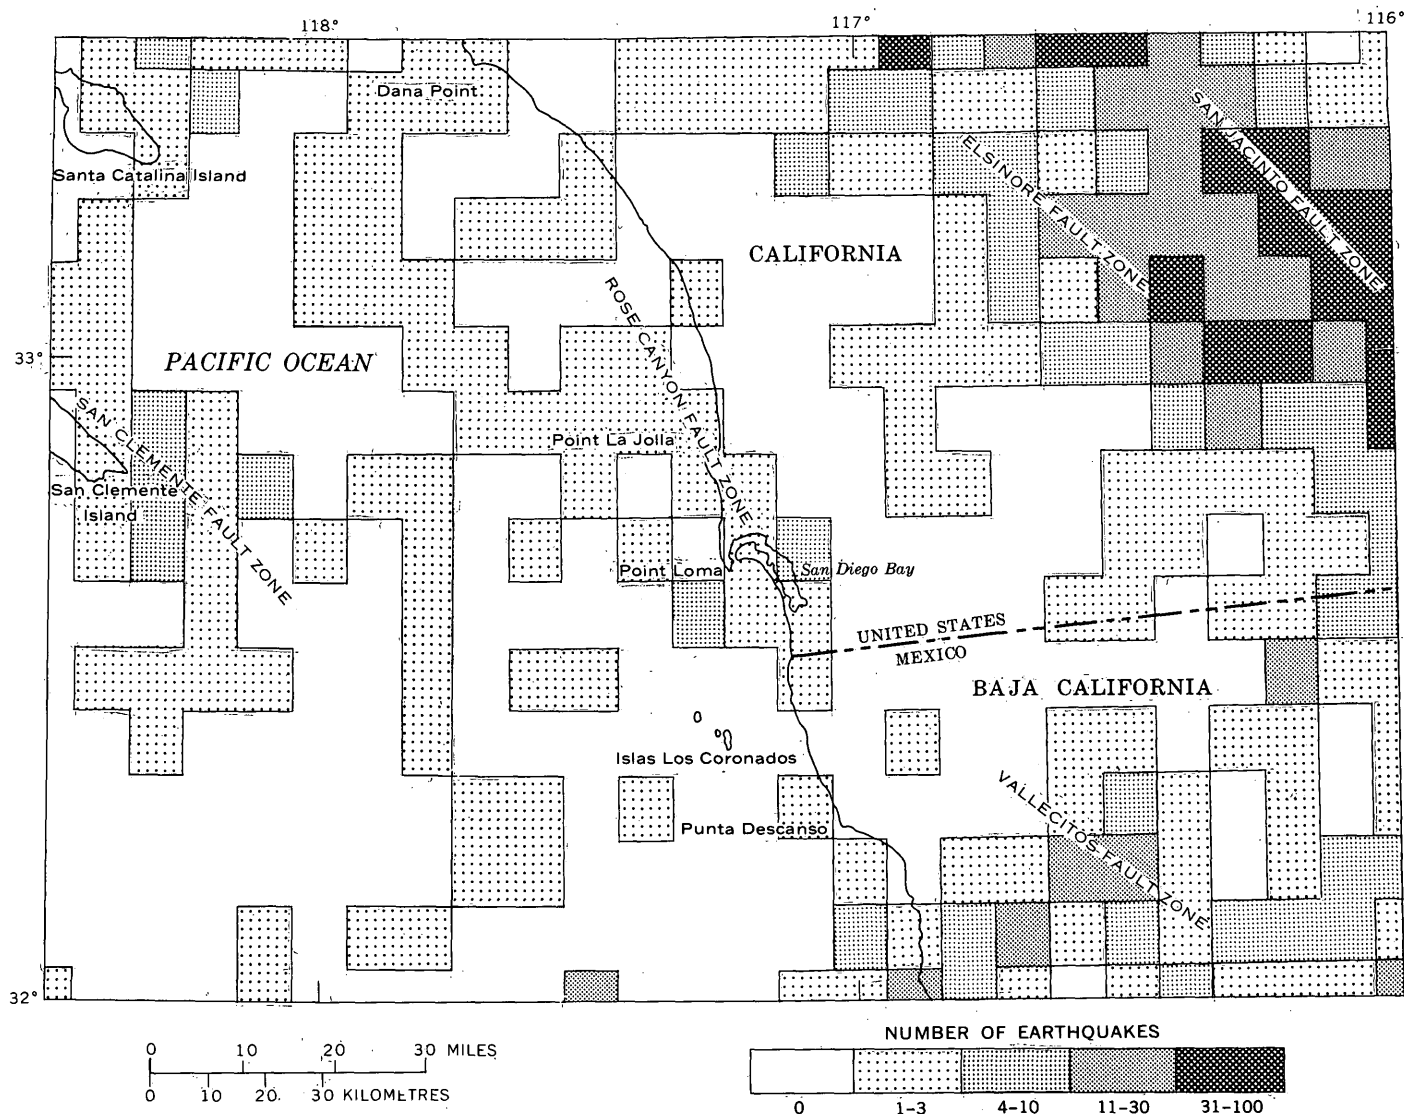 118°
117°
116°
Dana Point
Santa Catalina Island
SAN JACINTO FAULT ZONE
ELSINORE FAULT ZONE
CALIFORNIA
ROSE CANYON FAULT ZONE
33°
PACIFIC OCEAN
SAN CLEMENTE FAULT ZONE
Point La Jolla
San Clemente
Island
Point Loma
San Diego Bay
UNITED STATES
MEXICO
BAJA CALIFORNIA
Islas Los Coronados
VALLECITOS FAULT ZONE
Punta Descanso
32°
NUMBER OF EARTHQUAKES
0 10 20 30 MILES
0 10 20 30 KILOMETRES
0 1-3 4-10 11-30 31-100